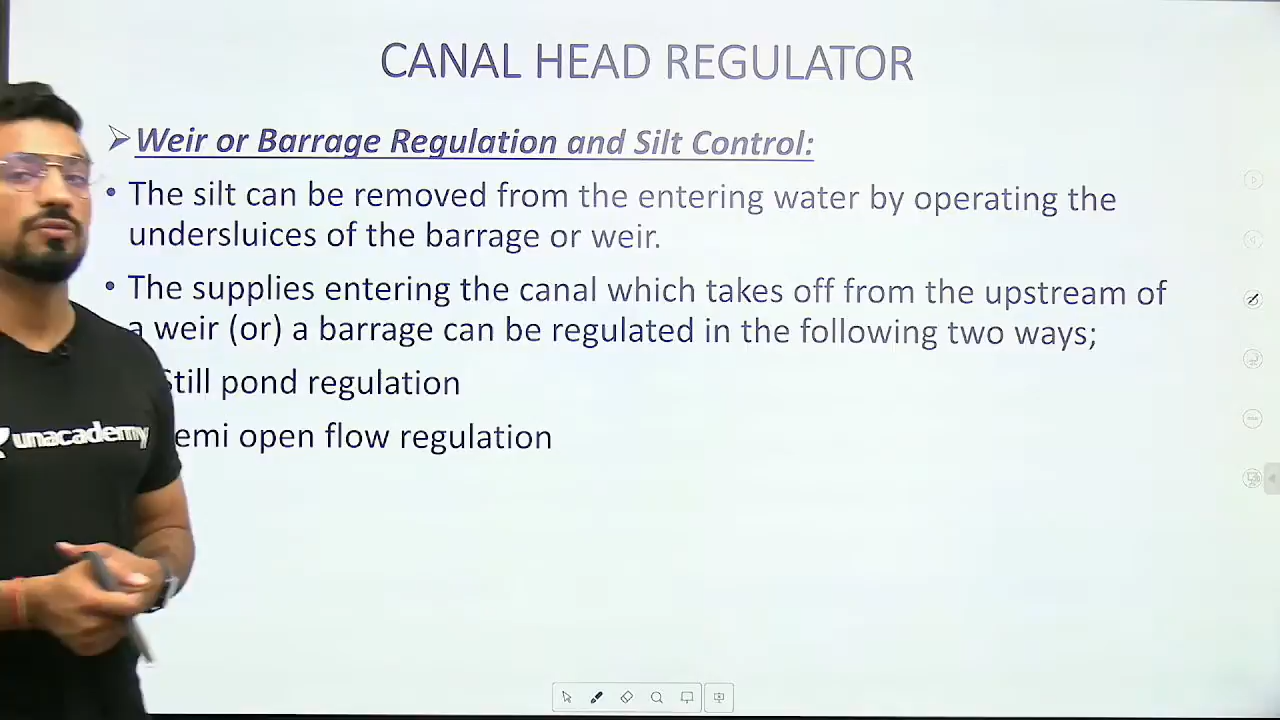 CANAL HEAD REGULATOR
Weir or Barrage Regulation and Silt Control:
• The silt can be removed from the entering water by operating the
undersluices of the barrage or weir.
• The supplies entering the canal which takes off from the upstream of
a weir (or) a barrage can be regulated in the following two ways;
Still pond regulation
emi open flow regulation
unacademy